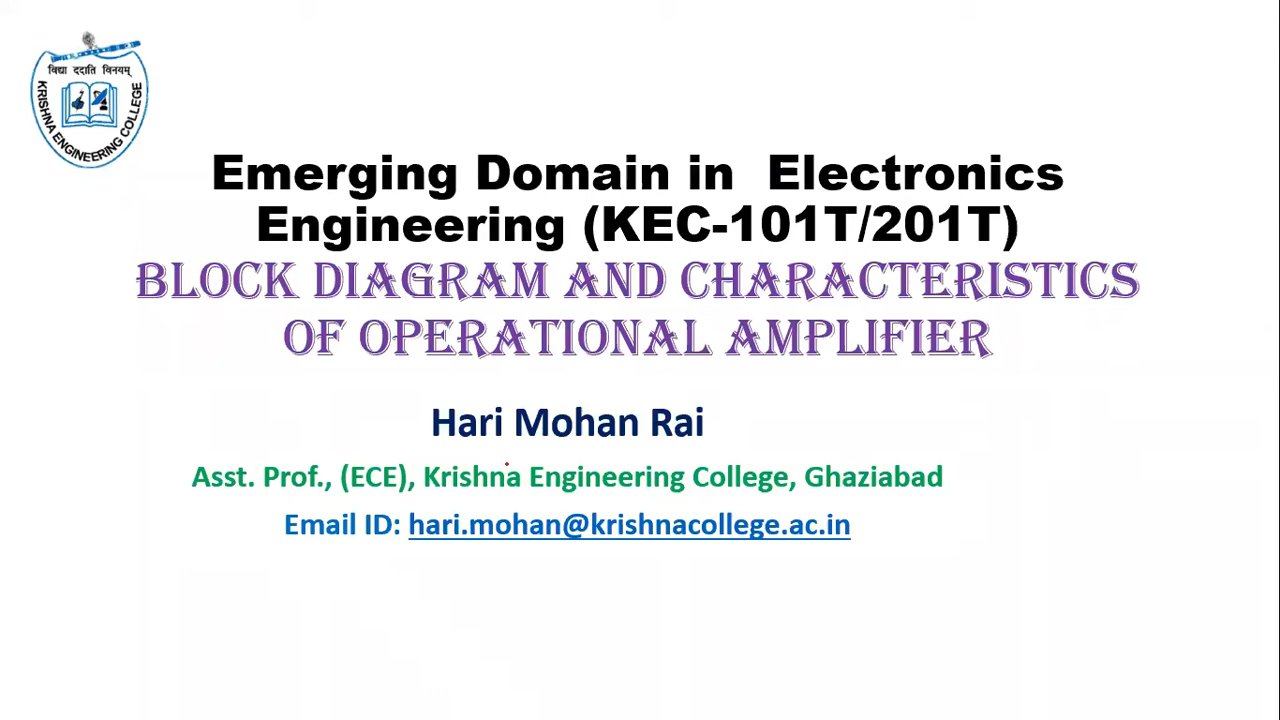 विद्या ददाति विनयम्
KRISHNA ENGINEERING COLLEGE
Emerging Domain in Electronics
Engineering (KEC-101T/201T)
BLOCK DIAGRAM AND CHARACTERISTICS
OF OPERATIONAL AMPLIFIER
Hari Mohan Rai
Asst. Prof., (ECE), Krishna Engineering College, Ghaziabad
Email ID: hari.mohan@krishnacollege.ac.in